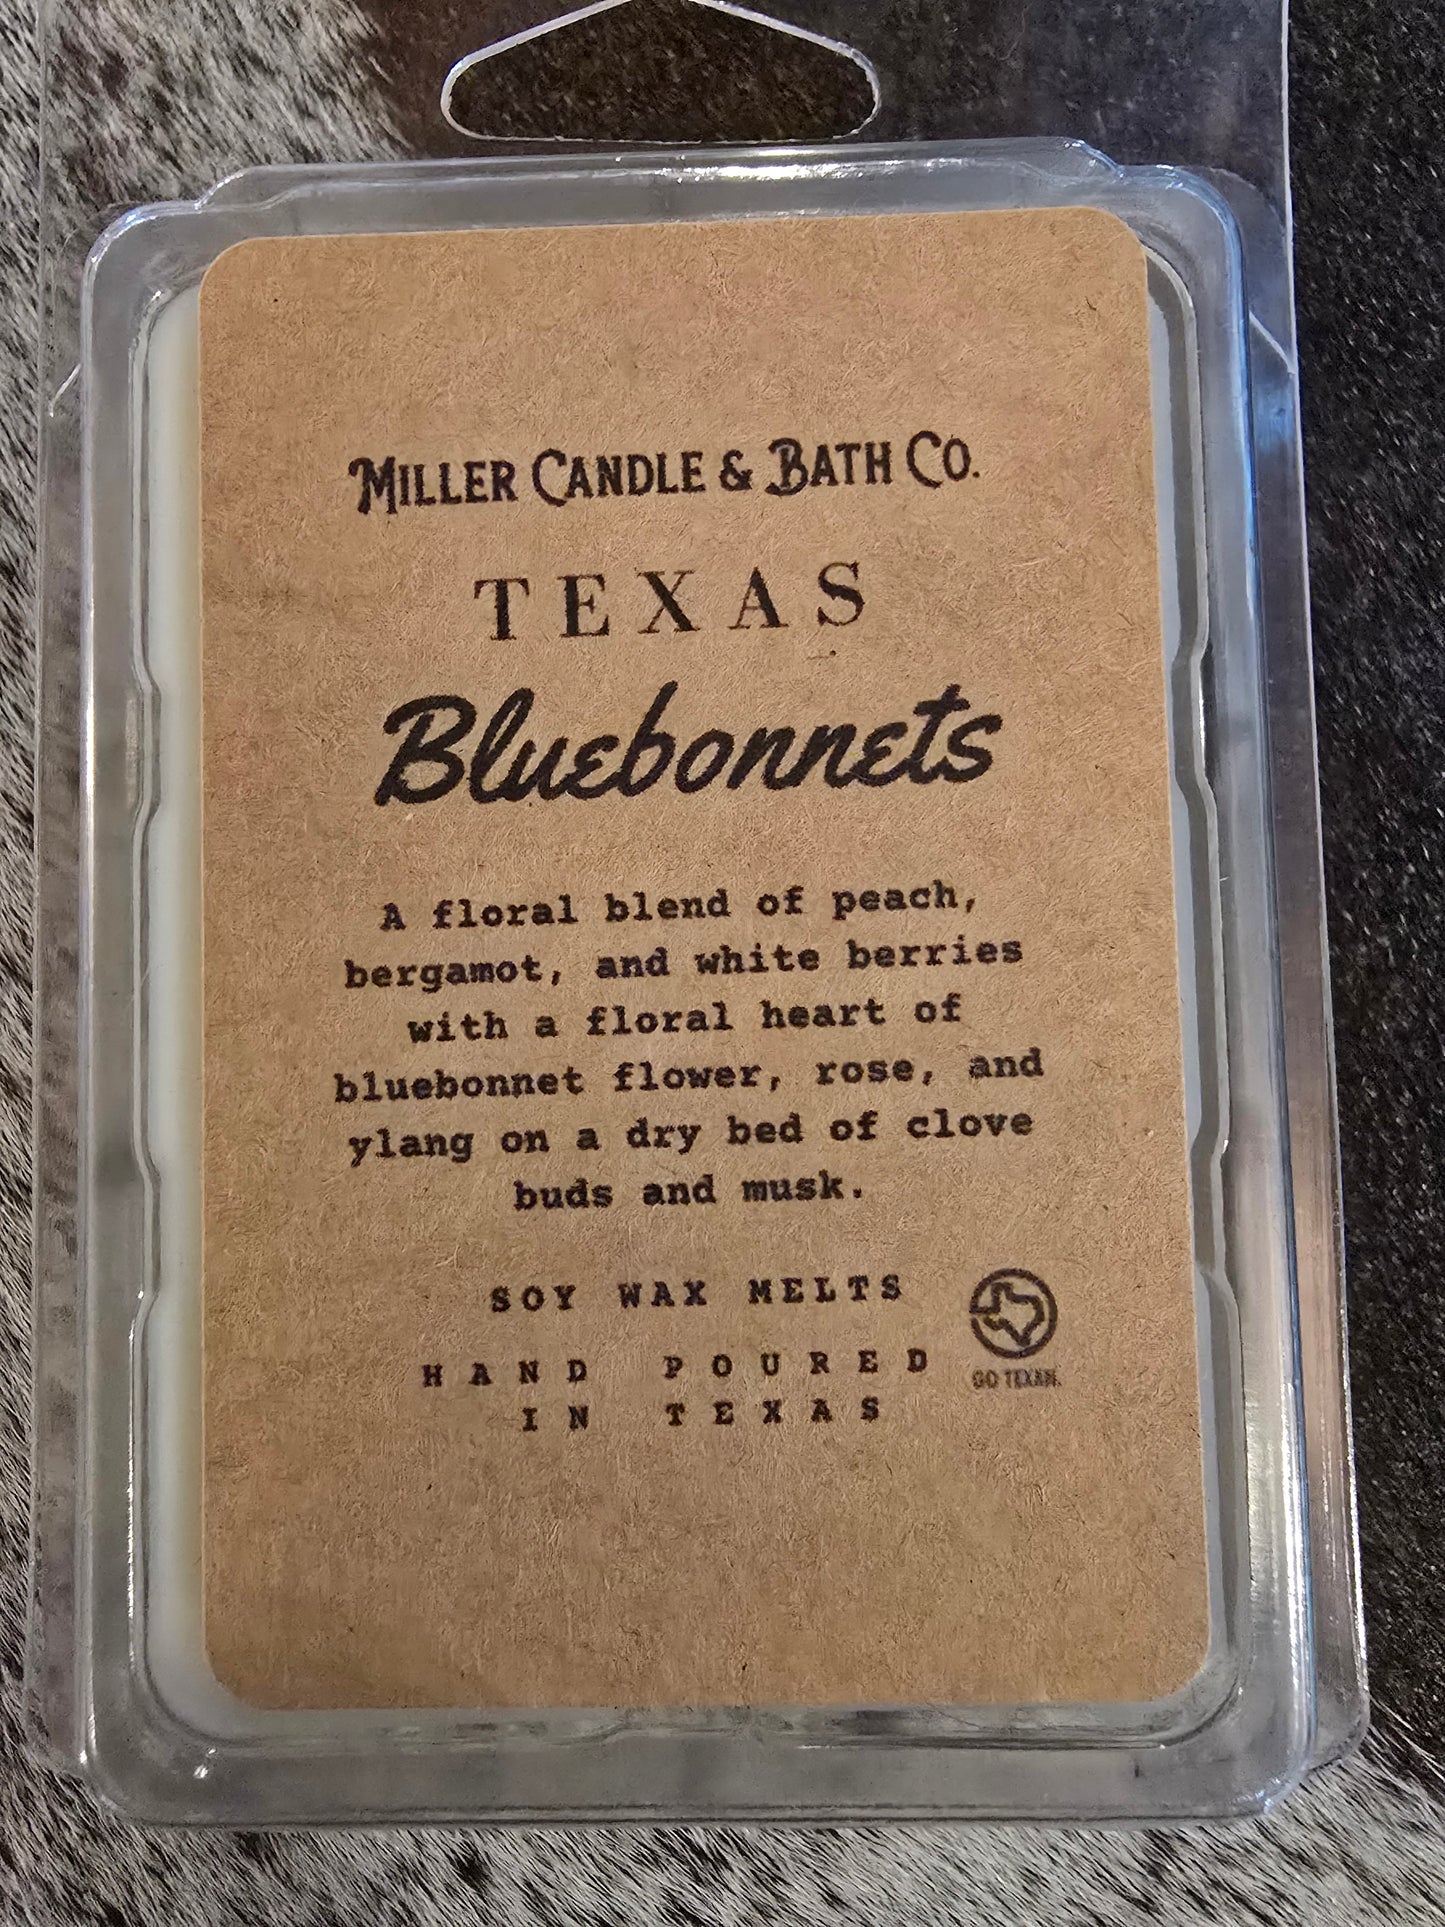 MILLER CANDLE & BATH CO.
TEXAS
Bluebonnets
A floral blend of peach,
bergamot, and white berries
with a floral heart of
bluebonnet flower, rose, and
ylang on a dry bed of clove
buds and musk.
SOY WAX MELTS
HAND POURED
IN TEXAS
GO TEXAN.